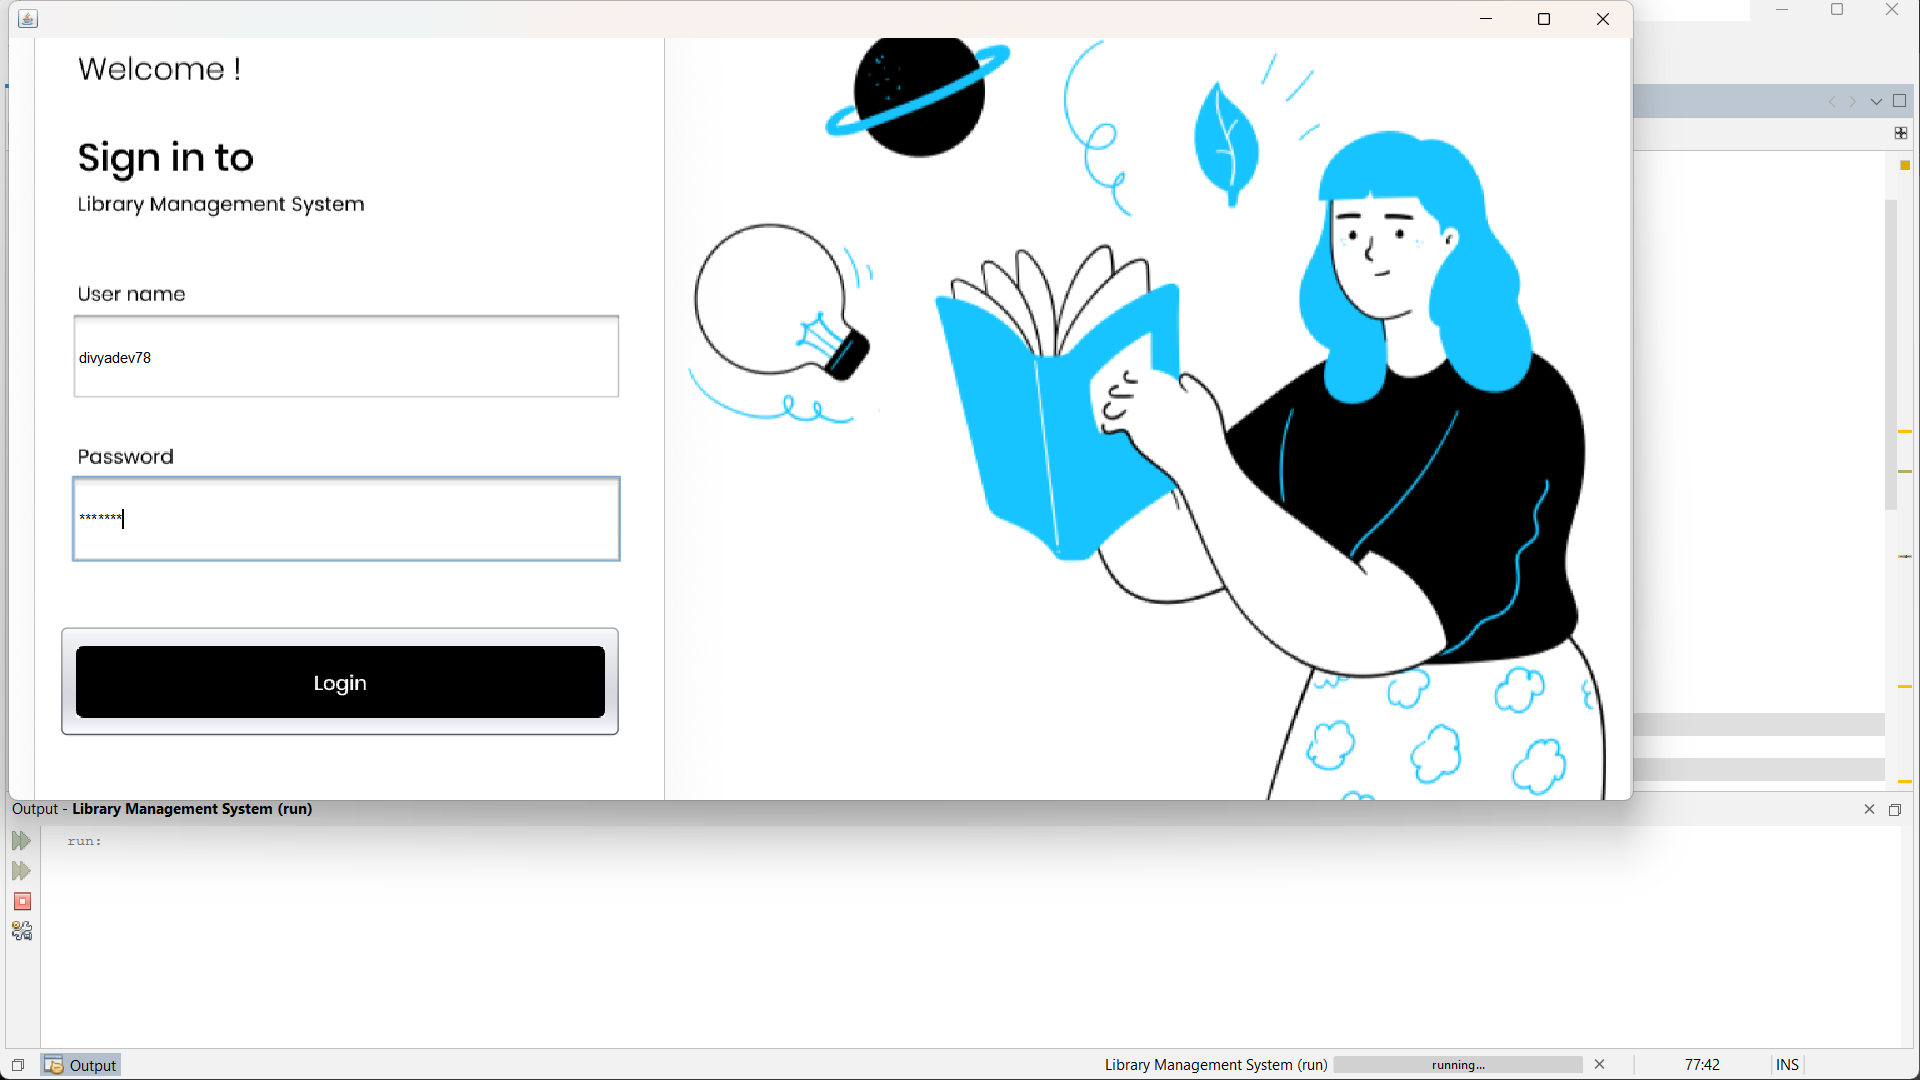 Welcome !
Sign in to
Library Management System
User name
divyadev78
Password
*******
Login
Output - Library Management System (run)
run:
Output
Library Management System (run)
running...
77:42
INS